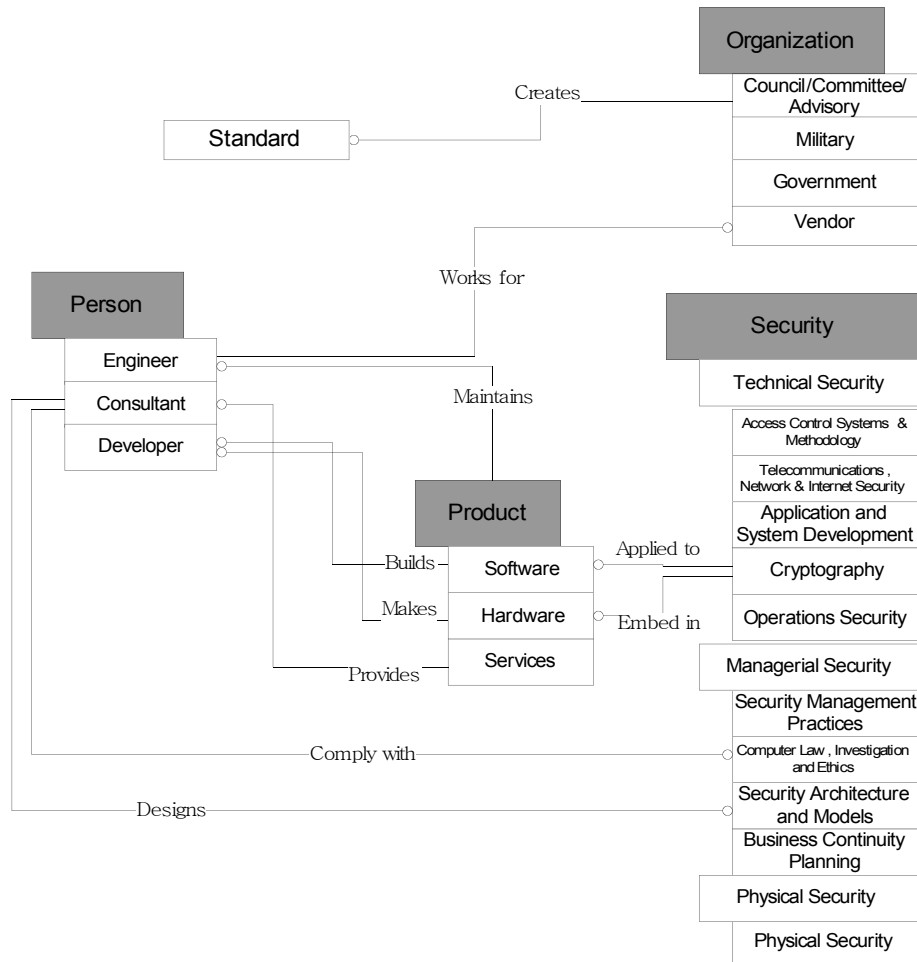 Organization
Creates
Council/Committee/
Advisory
Standard
Military
Government
Vendor
Works for
Person
Engineer
Consultant
Developer
Maintains
Product
Software
Hardware
Services
Builds
Makes
Provides
Applied to
Embed in
Security
Technical Security
Access Control Systems &
Methodology
Telecommunications ,
Network & Internet Security
Application and
System Development
Cryptography
Operations Security
Managerial Security
Security Management
Practices
Comply with
Computer Law , Investigation
and Ethics
Designs
Security Architecture
and Models
Business Continuity
Planning
Physical Security
Physical Security